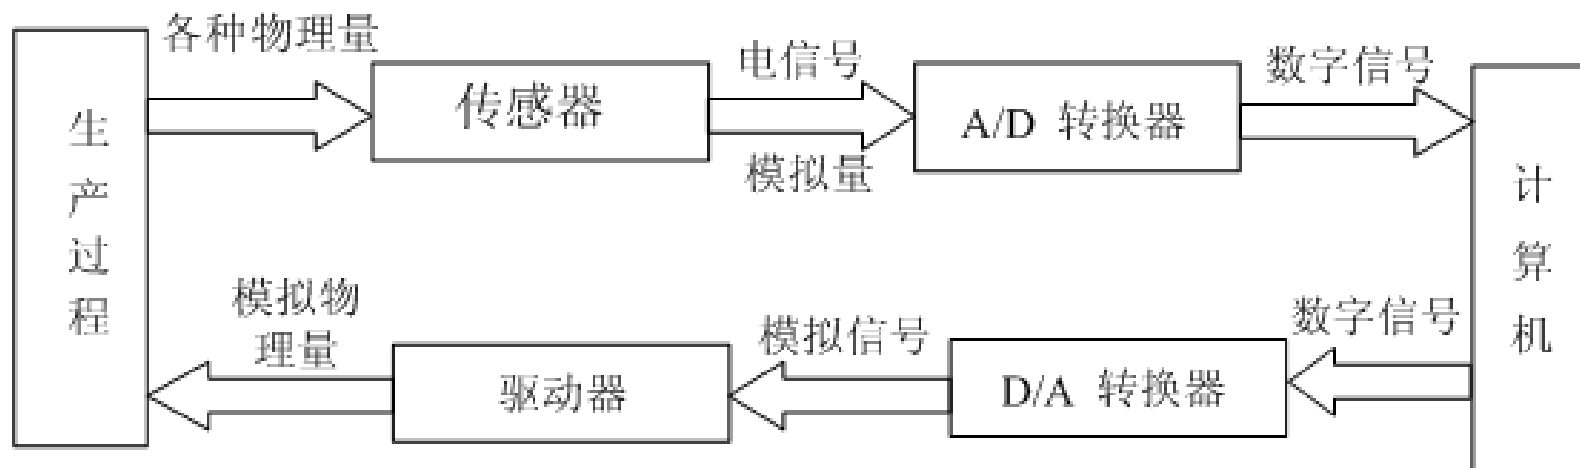 各种物理量
传感器
电信号
模拟量
A/D 转换器
数字信号
生产过程
计算机
模拟物
理量
驱动器
模拟信号
D/A 转换器
数字信号